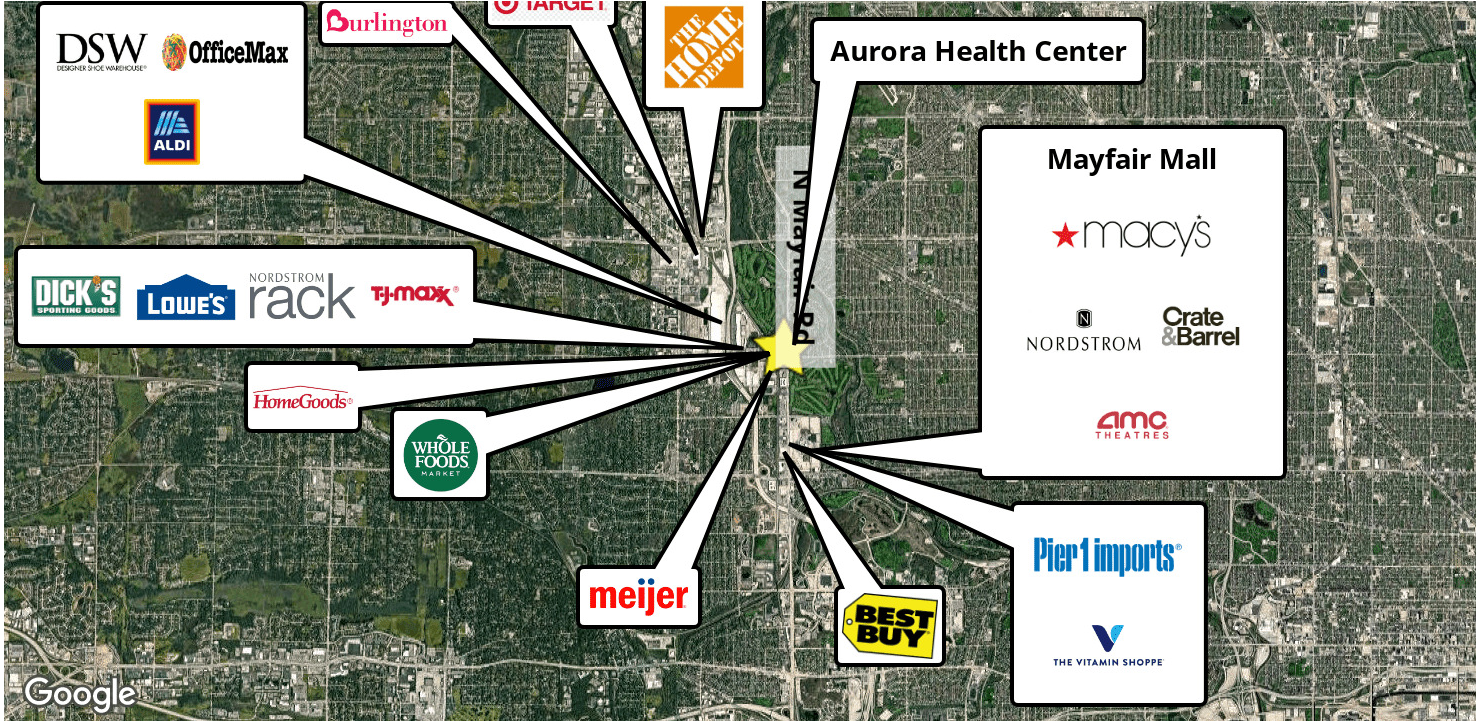 TARGET
Burlington
THE
HOME
DEPOT
Aurora Health Center
DSW
DESIGNER SHOE WAREHOUSE®
OfficeMax
ALDI
Mayfair Mall
N Mayfair Rd
macy's
DICK'S
SPORTING GOODS
LOWE'S
NORDSTROM
rack
T·J·maxx®
N
NORDSTROM
Crate
&Barrel
HomeGoods®
amc
THEATRES
WHOLE
FOODS
MARKET
Pier 1 imports®
meijer
BEST
BUY
THE VITAMIN SHOPPE
Google